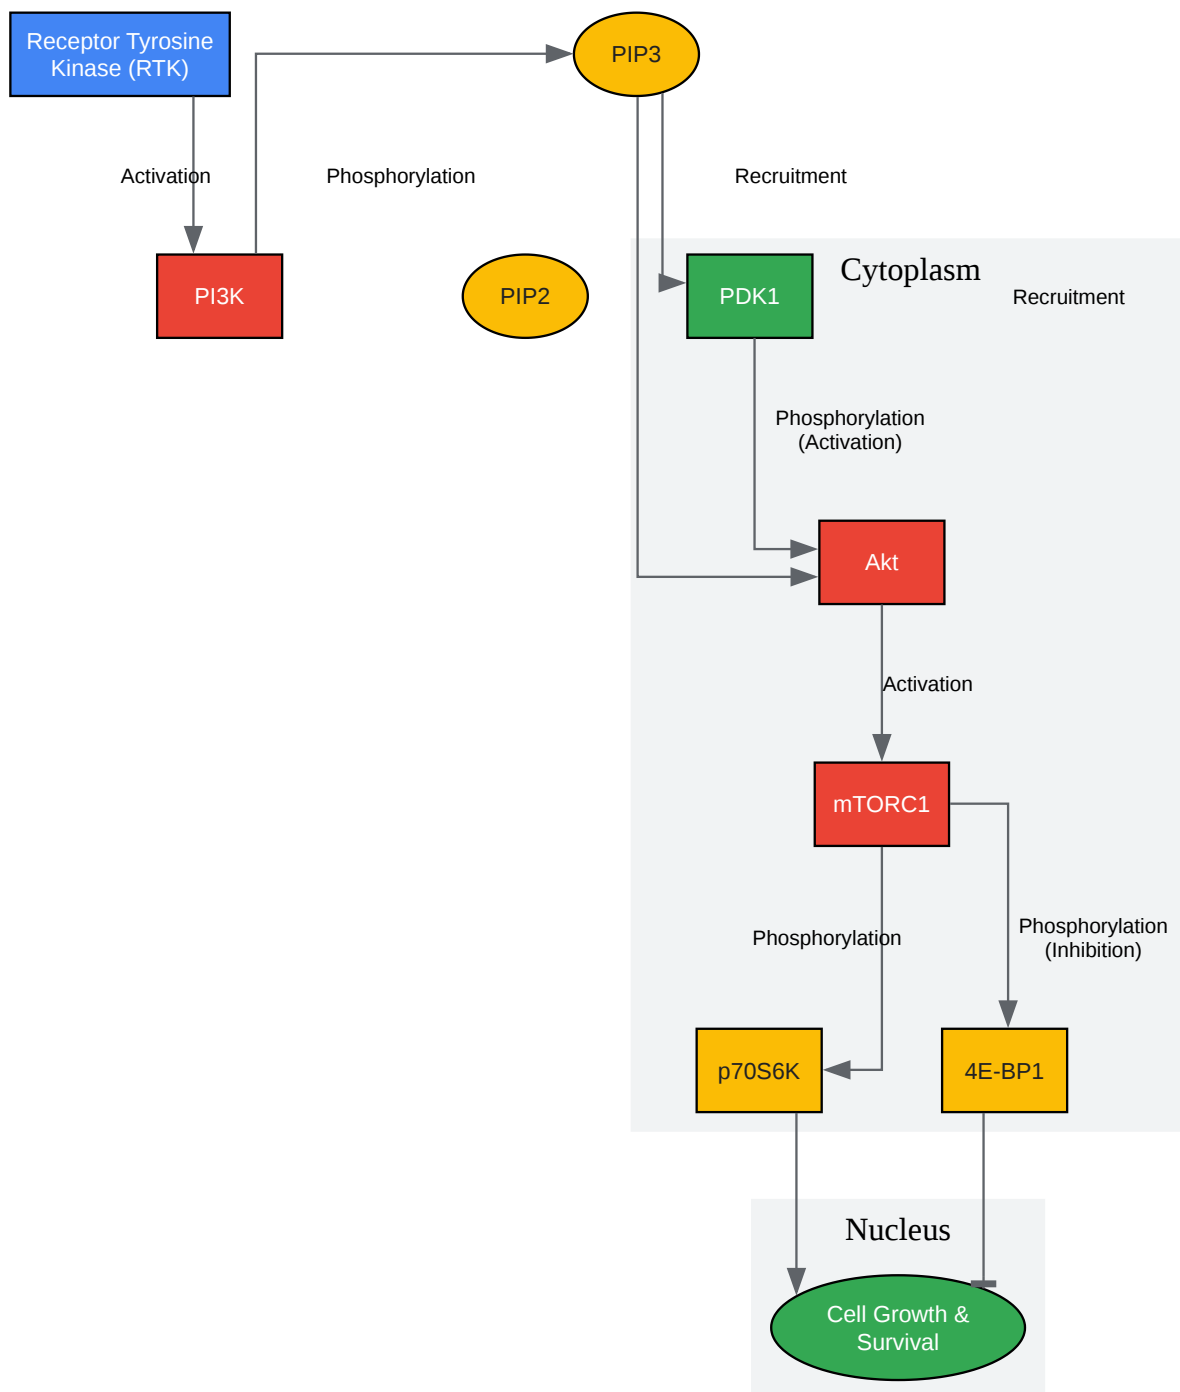 Receptor Tyrosine
Kinase (RTK)
PIP3
Activation
Phosphorylation
Recruitment
PI3K
PIP2
PDK1
Cytoplasm
Recruitment
Phosphorylation
(Activation)
Akt
Activation
mTORC1
Phosphorylation
Phosphorylation
(Inhibition)
p70S6K
4E-BP1
Nucleus
Cell Growth &
Survival